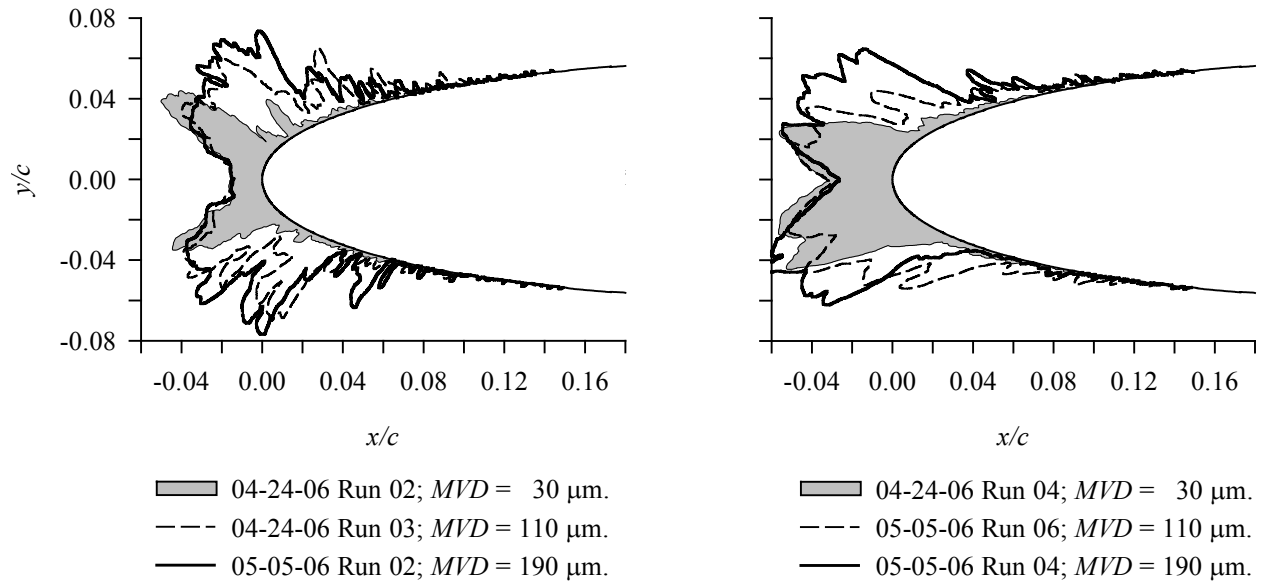 0.08
0.04
0.00
-0.04
-0.08
y/c
-0.04 0.00 0.04 0.08 0.12 0.16
x/c
04-24-06 Run 02; MVD = 30 μm.
04-24-06 Run 03; MVD = 110 μm.
05-05-06 Run 02; MVD = 190 μm.
-0.04 0.00 0.04 0.08 0.12 0.16
x/c
04-24-06 Run 04; MVD = 30 μm.
05-05-06 Run 06; MVD = 110 μm.
05-05-06 Run 04; MVD = 190 μm.